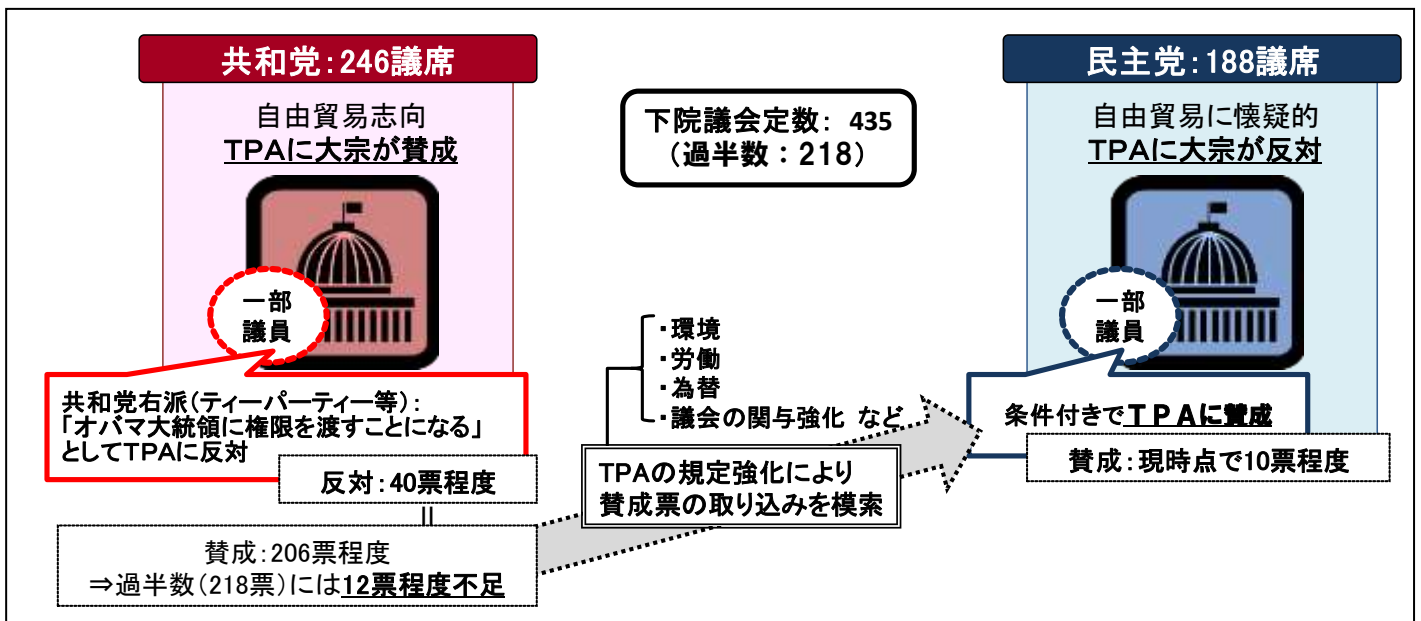 共和党:246議席
自由貿易志向
TPAに大宗が賛成
一部
議員
共和党右派(ティーパーティー等):
「オバマ大統領に権限を渡すことになる」
としてTPAに反対
反対:40票程度
||
賛成:206票程度
⇒過半数(218票)には12票程度不足
下院議会定数: 435
(過半数:218)
・環境
・労働
・為替
・議会の関与強化 など
TPAの規定強化により
賛成票の取り込みを模索
民主党:188議席
自由貿易に懐疑的
TPAに大宗が反対
一部
議員
条件付きでTPAに賛成
賛成:現時点で10票程度